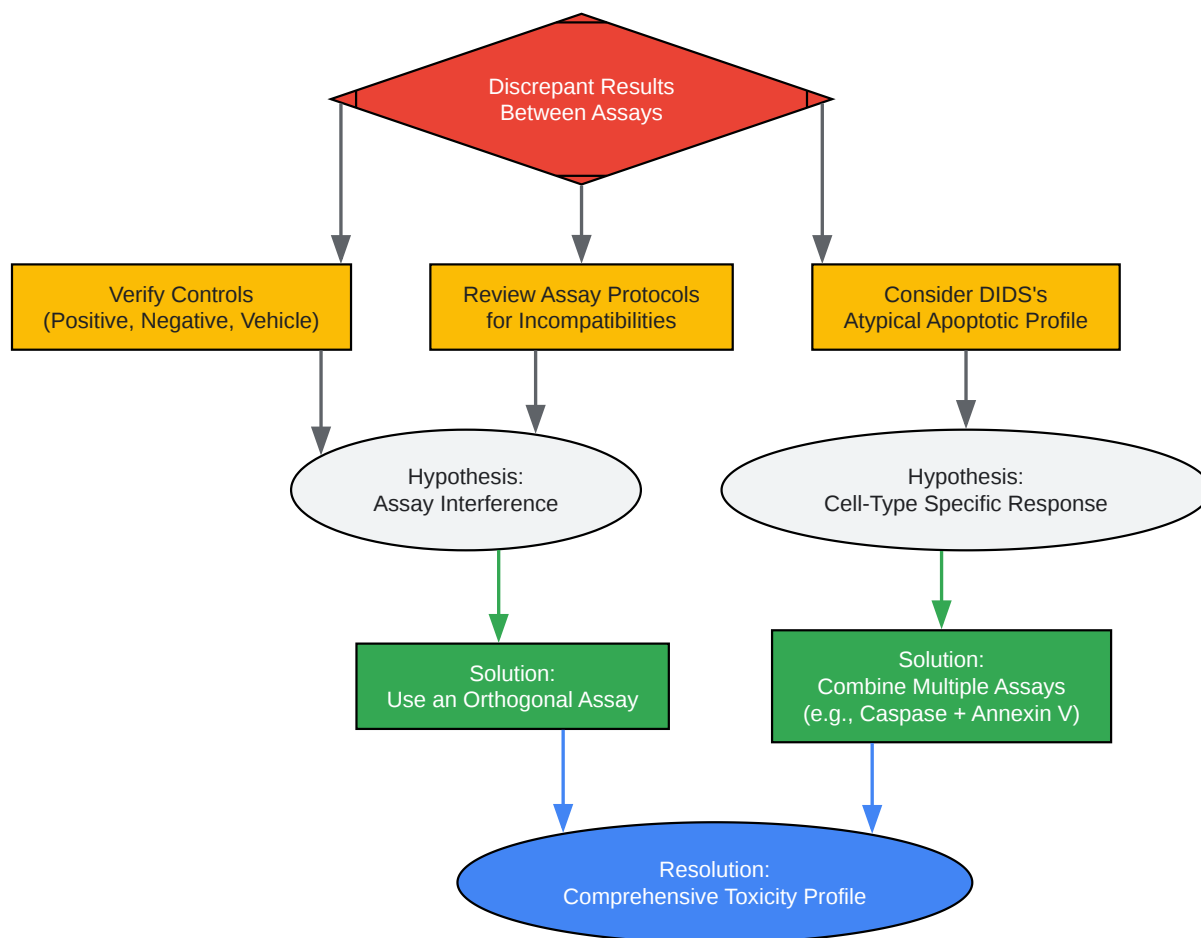 Discrepant Results
Between Assays
Verify Controls
(Positive, Negative, Vehicle)
Review Assay Protocols
for Incompatibilities
Consider DIDS's
Atypical Apoptotic Profile
Hypothesis:
Assay Interference
Hypothesis:
Cell-Type Specific Response
Solution:
Use an Orthogonal Assay
Solution:
Combine Multiple Assays
(e.g., Caspase + Annexin V)
Resolution:
Comprehensive Toxicity Profile